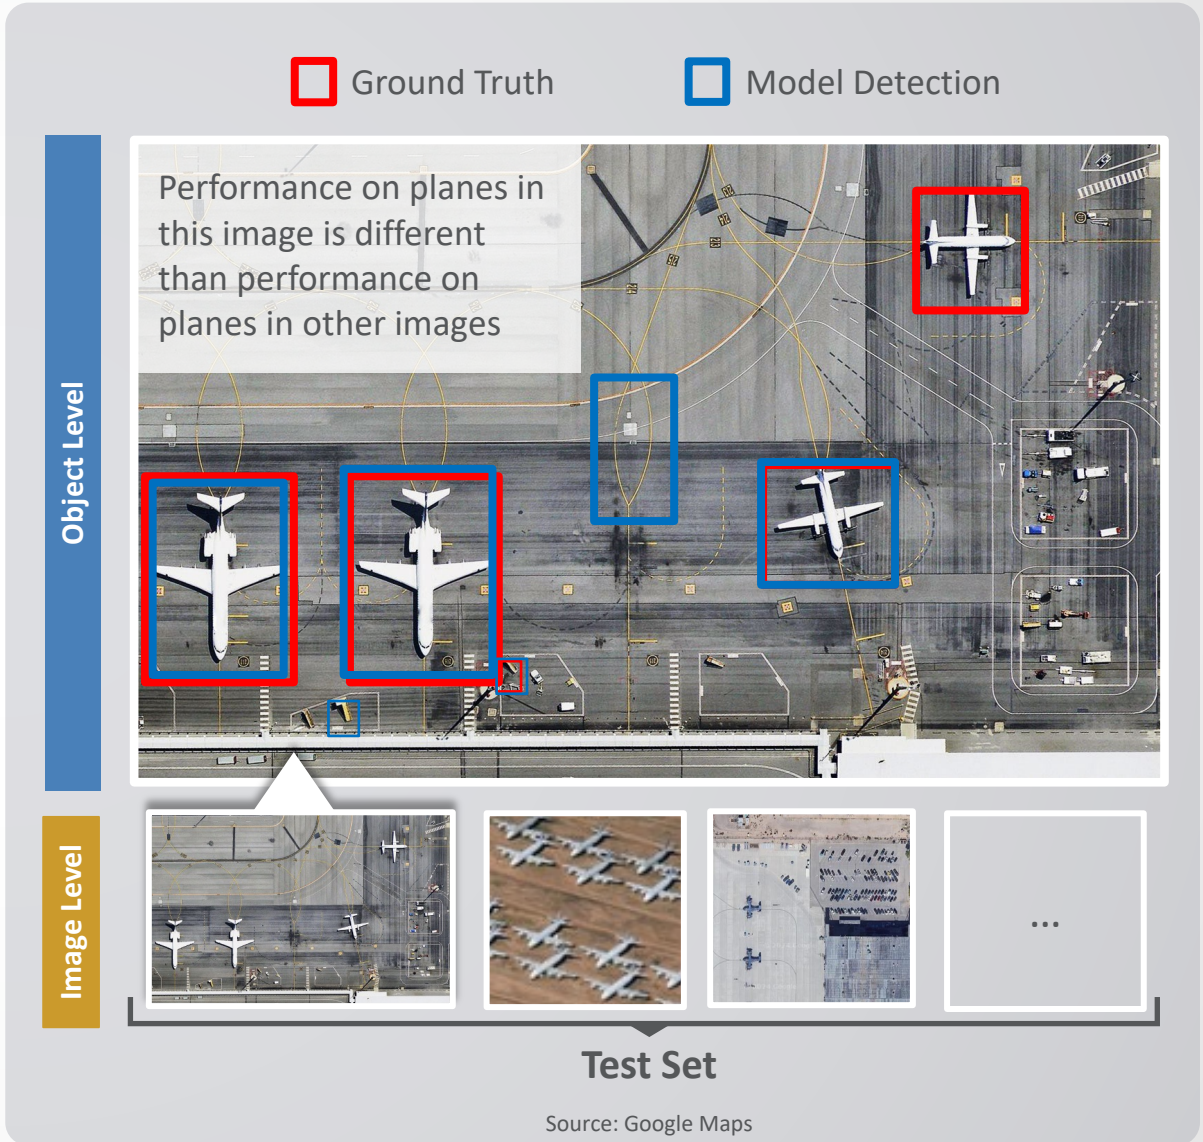 Ground Truth
Model Detection
Object Level
Performance on planes in
this image is different
than performance on
planes in other images
Image Level
...
Test Set
Source: Google Maps